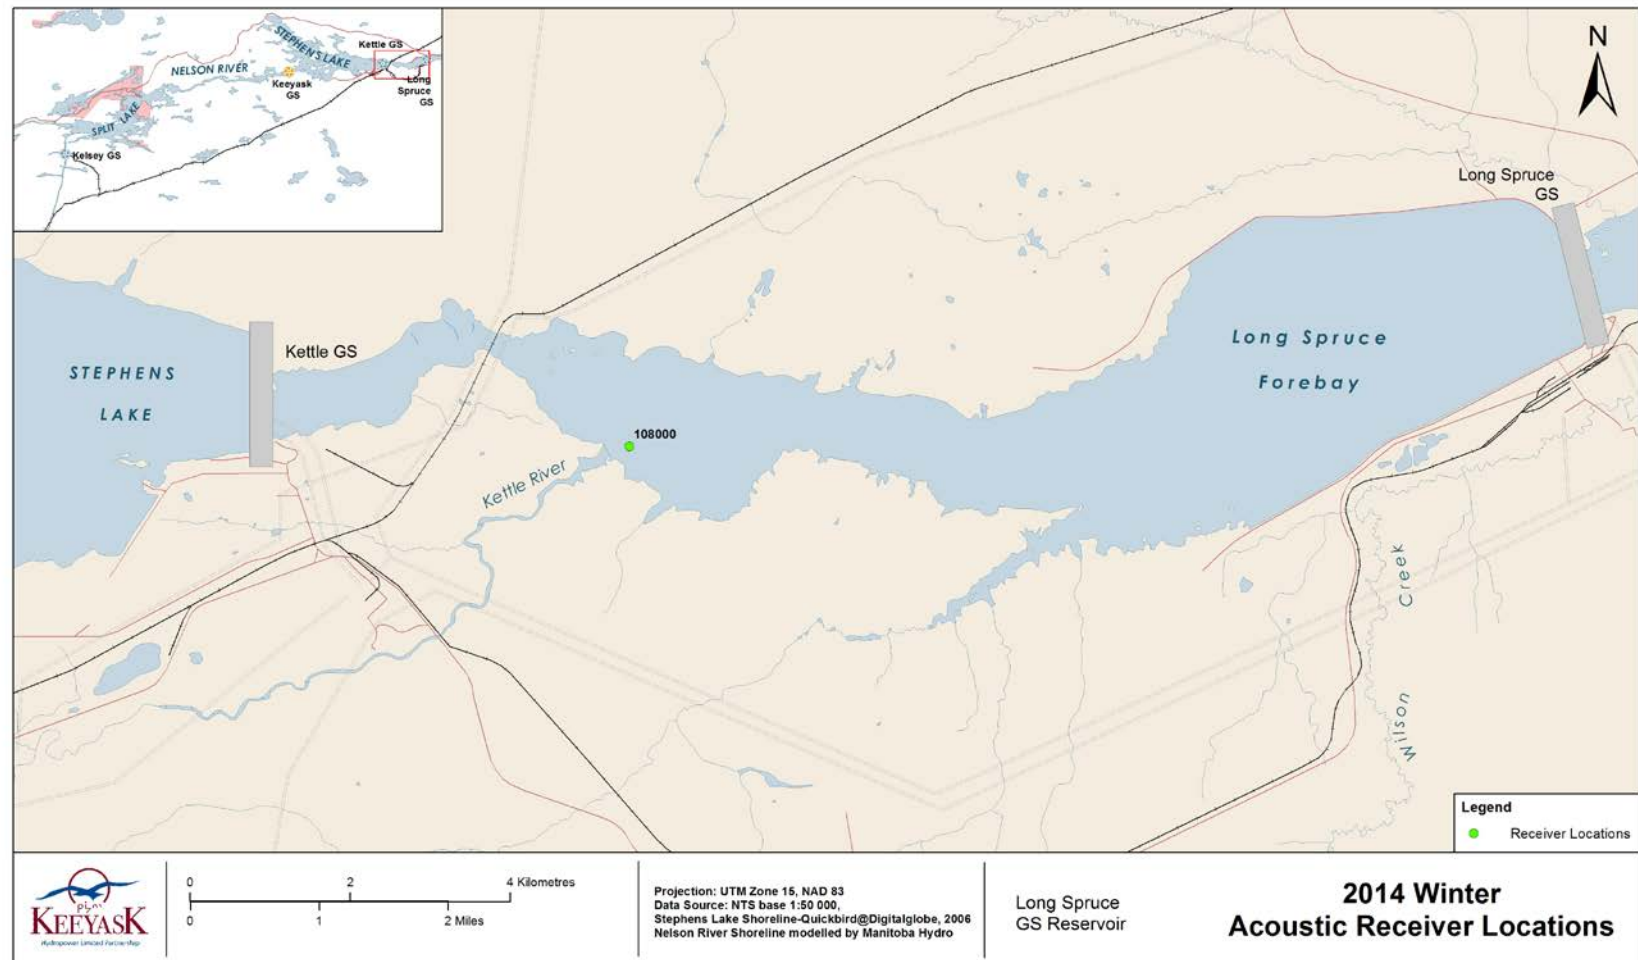 STEPHENS LAKE
Kettle GS
NELSON RIVER
Keeyask
GS
Long
Spruce
GS
SPLIT LAKE
Kelsey GS
N
Long Spruce
GS
Kettle GS
STEPHENS
LAKE
Long Spruce
Forebay
108000
Kettle River
Wilson Creek
Legend
Receiver Locations
KEEYASK
Hydropower Limited Partnership
0 2 4 Kilometres
0 1 2 Miles
Projection: UTM Zone 15, NAD 83
Data Source: NTS base 1:50 000,
Stephens Lake Shoreline-Quickbird@Digitalglobe, 2006
Nelson River Shoreline modelled by Manitoba Hydro
Long Spruce
GS Reservoir
2014 Winter
Acoustic Receiver Locations